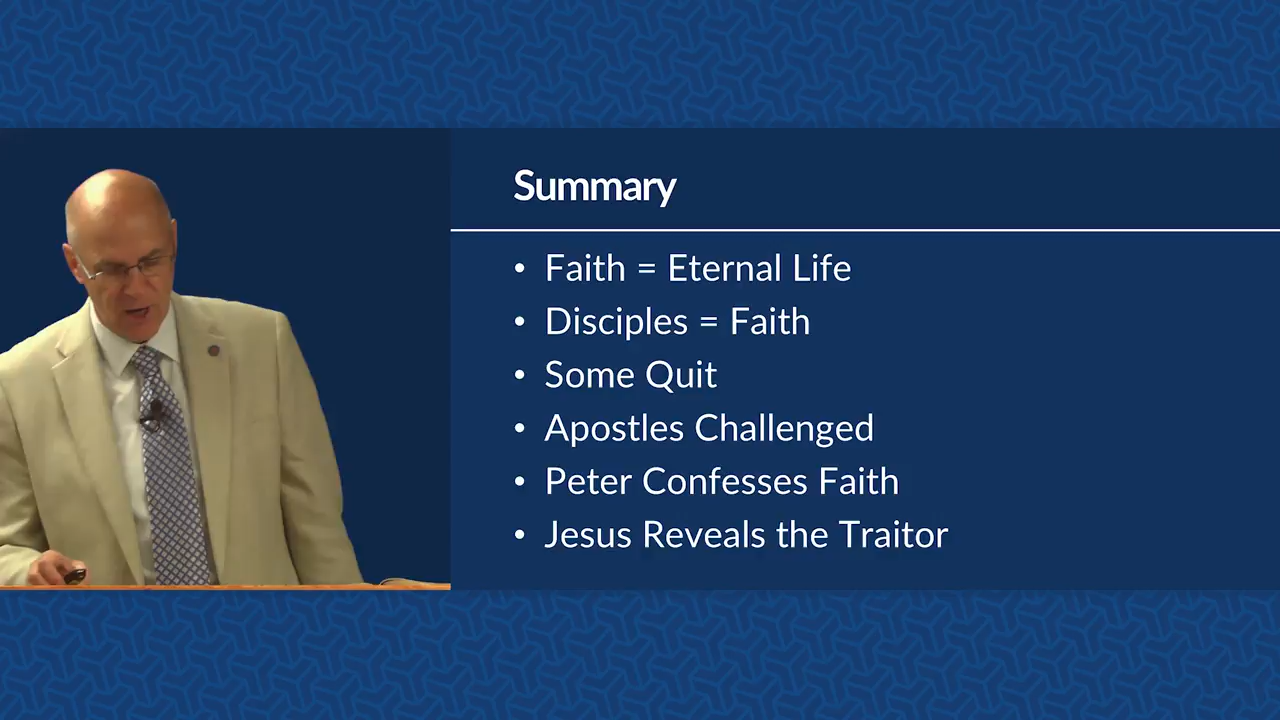 Summary
• Faith = Eternal Life
• Disciples = Faith
• Some Quit
• Apostles Challenged
• Peter Confesses Faith
• Jesus Reveals the Traitor